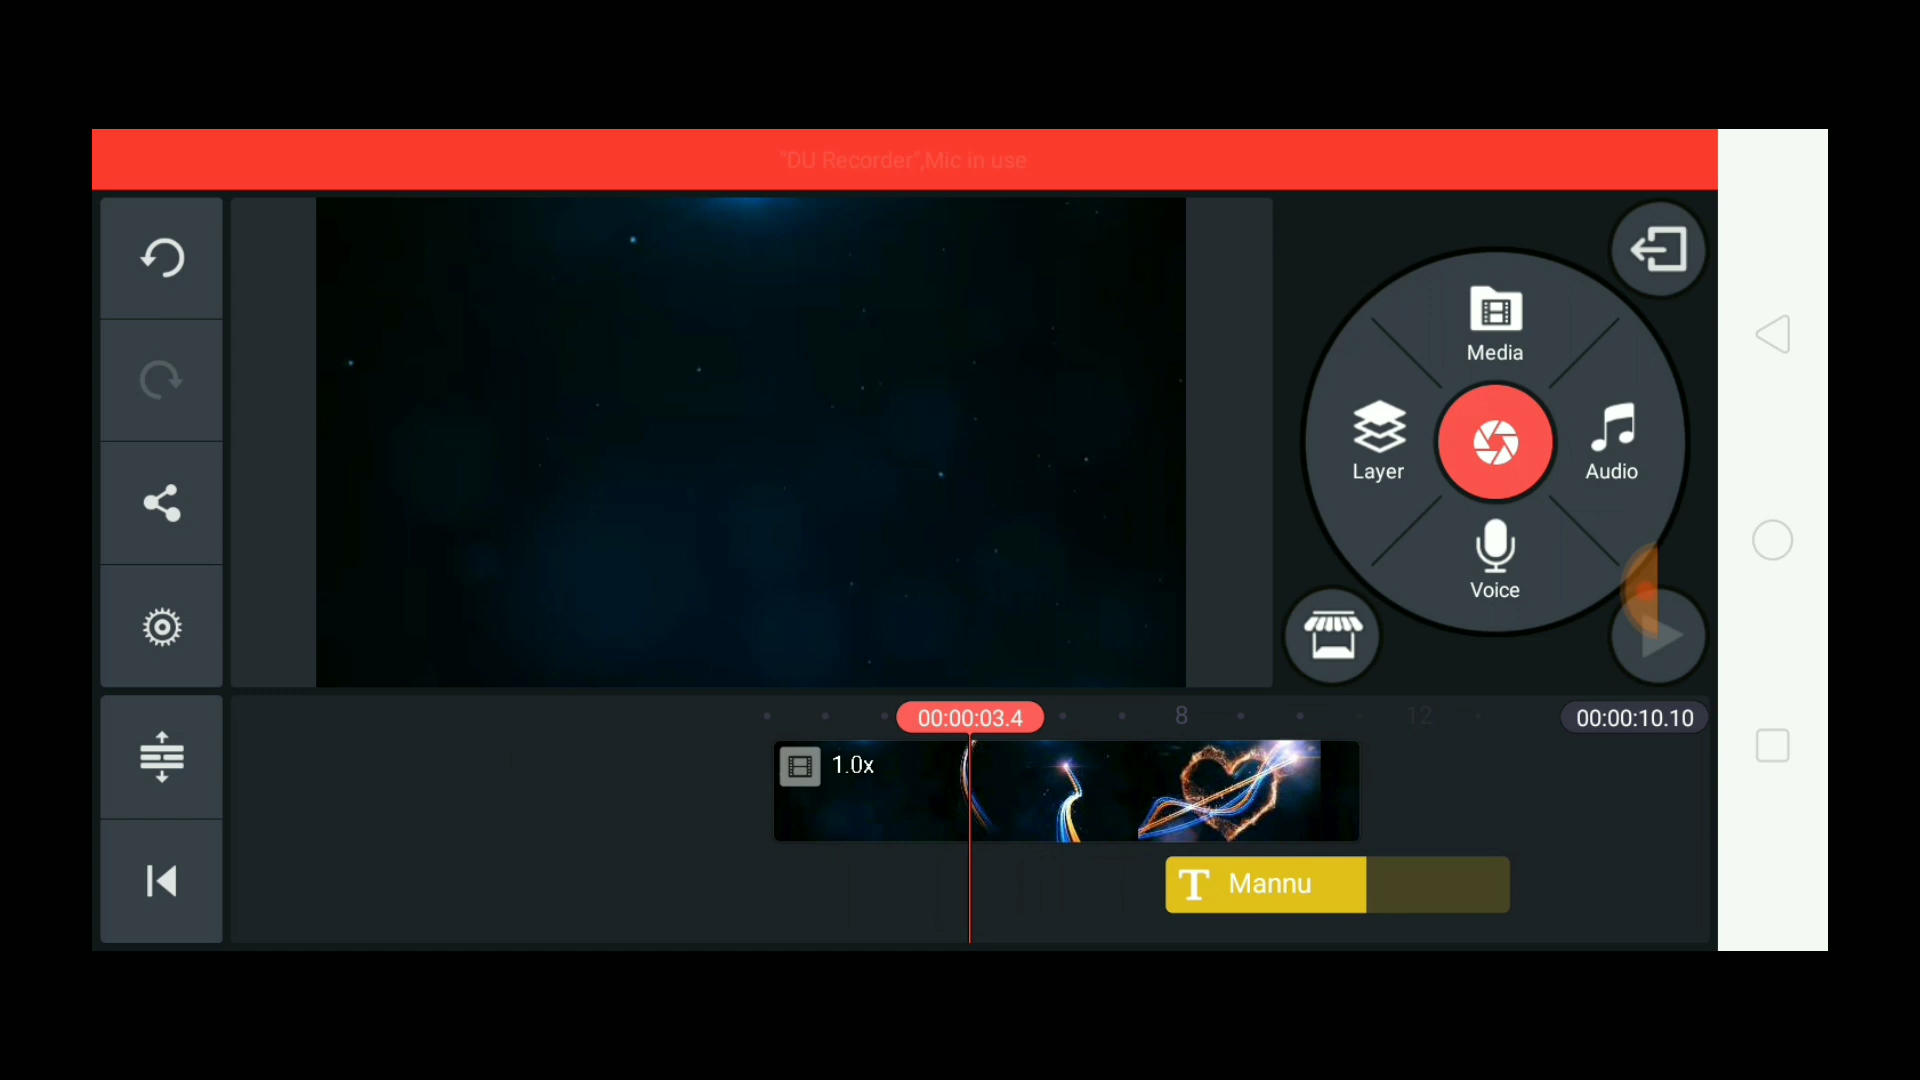 "DU Recorder",Mic in use
Media
Layer
Audio
Voice
00:00:03.4
8
12
00:00:10.10
1.0x
T Mannu